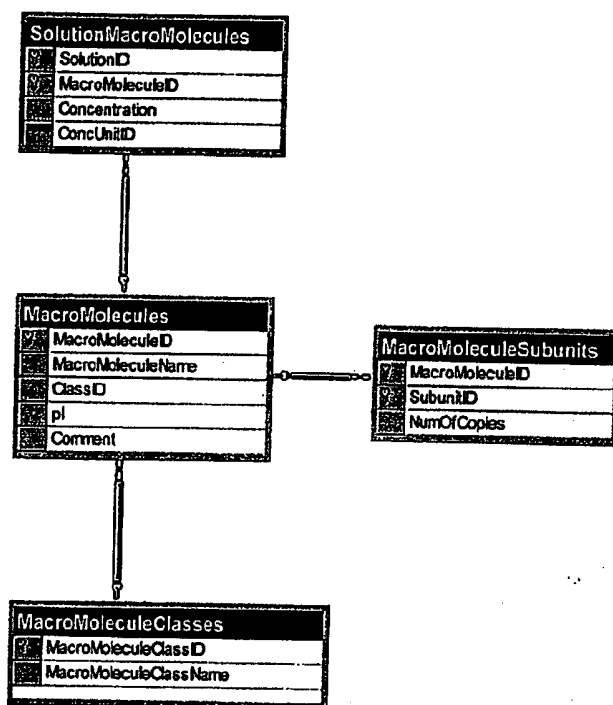 SolutionMacroMolecules
SolutionID
MacroMoleculeID
Concentration
ConcUnitID
MacroMolecules
MacroMoleculeID
MacroMoleculeName
ClassID
pI
Comment
MacroMoleculeSubunits
MacroMoleculeID
SubunitID
NumOfCopies
MacroMoleculeClasses
MacroMoleculeClassID
MacroMoleculeClassName